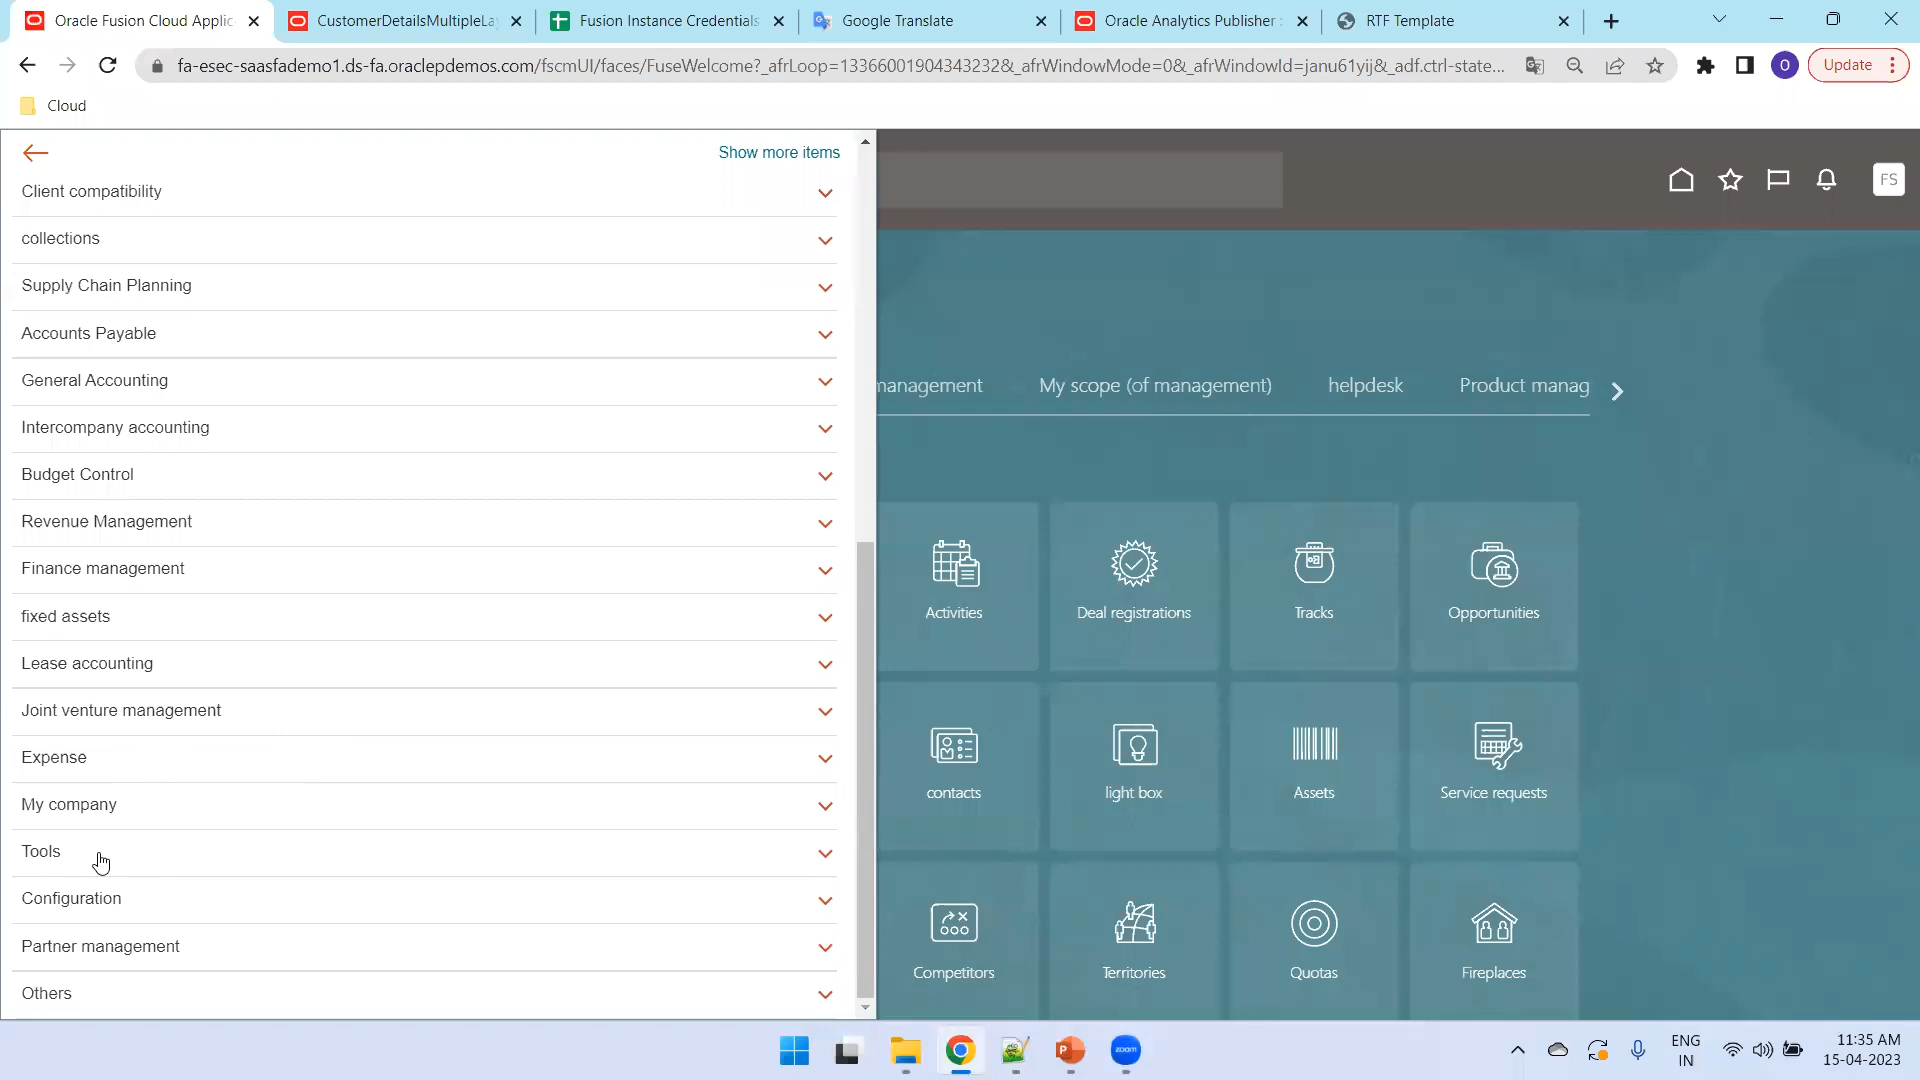 Oracle Fusion Cloud Applic
CustomerDetailsMultipleLa
Fusion Instance Credentials
Google Translate
Oracle Analytics Publisher :
RTF Template
fa-esec-saasfademo1.ds-fa.oraclepdemos.com/fscmUI/faces/FuseWelcome?_afrLoop=13366001904343232&_afrWindowMode=0&_afrWindowId=janu61yij&_adf.ctrl-state...
O
Update
Cloud
Show more items
FS
Client compatibility
collections
Supply Chain Planning
Accounts Payable
General Accounting
Intercompany accounting
Budget Control
Revenue Management
Finance management
fixed assets
Lease accounting
Joint venture management
Expense
My company
Tools
Configuration
Partner management
Others
management
My scope (of management)
helpdesk
Product manag
Activities
Deal registrations
Tracks
Opportunities
contacts
light box
Assets
Service requests
Competitors
Territories
Quotas
Fireplaces
zoom
ENG
IN
11:35 AM
15-04-2023